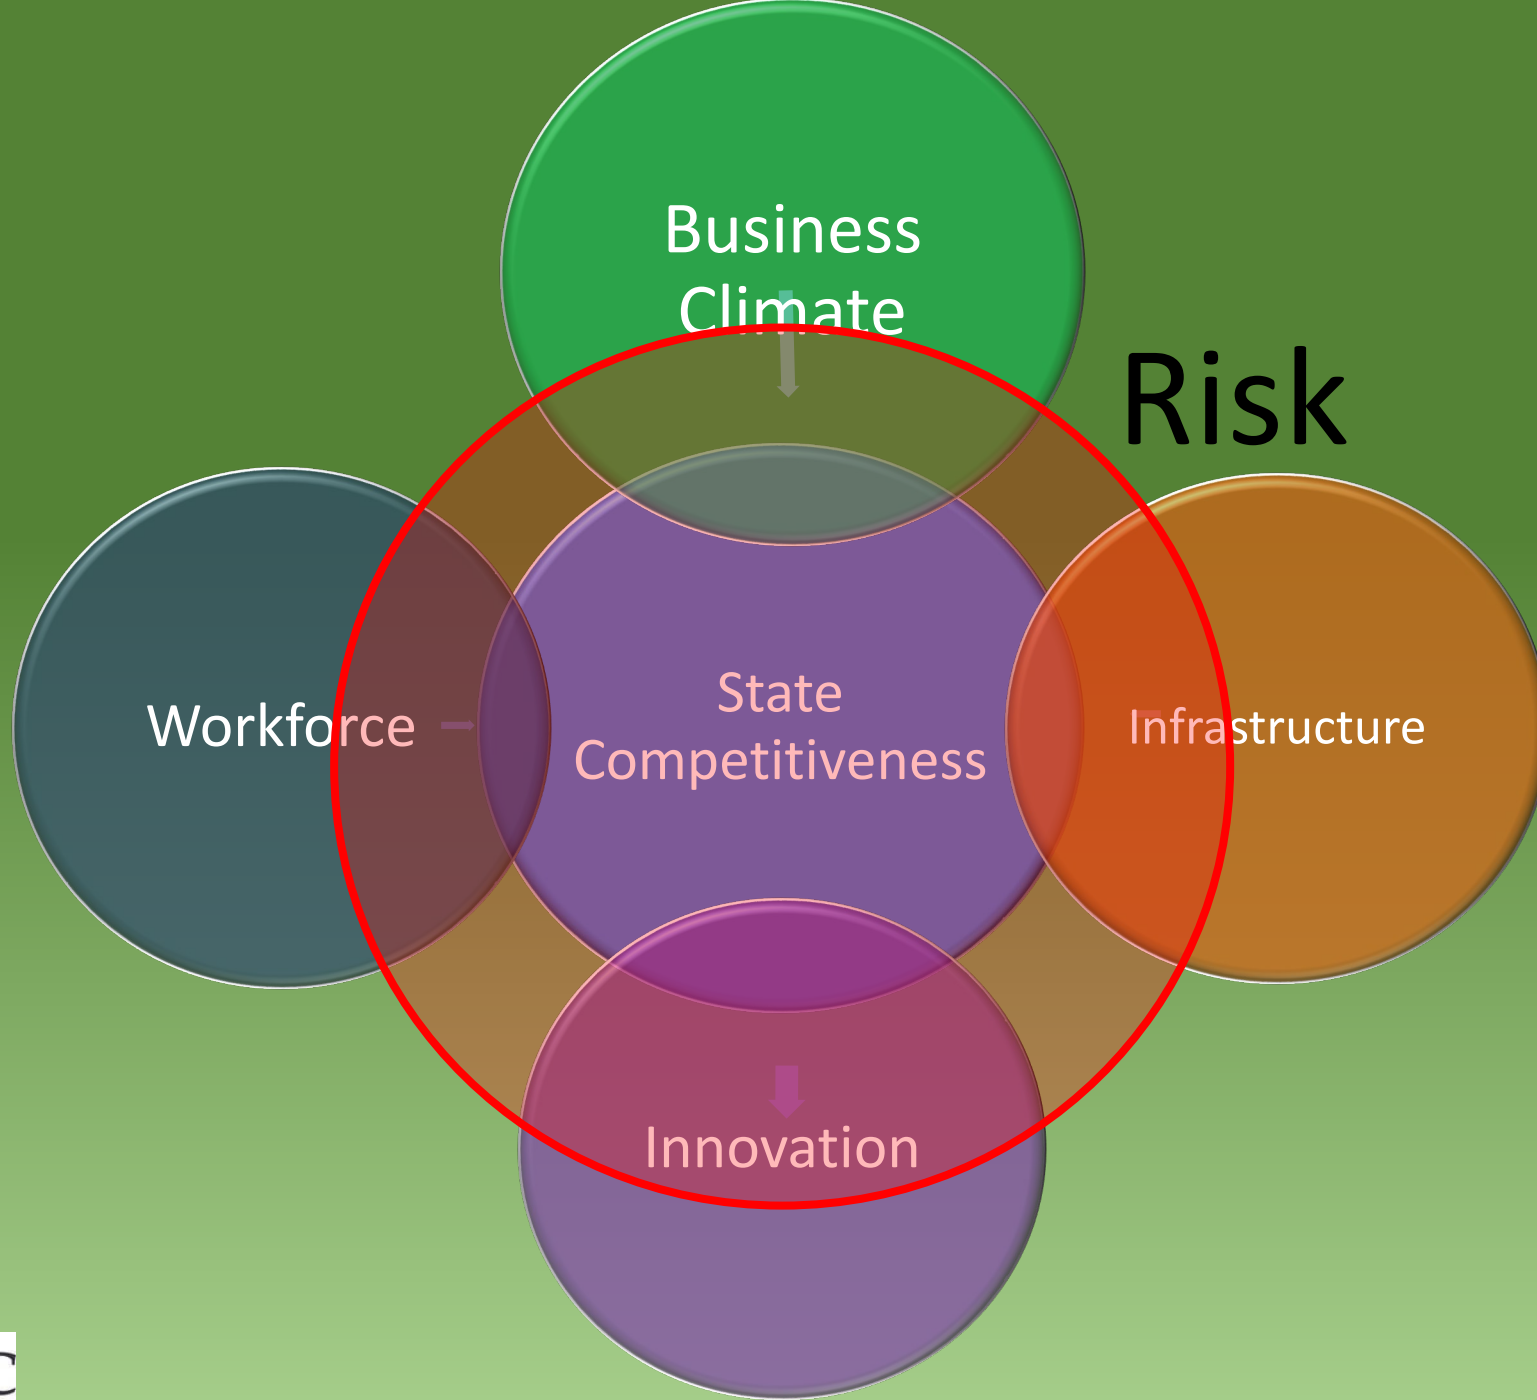 Business
Climate
Risk
Workforce
State
Competitiveness
Infrastructure
Innovation